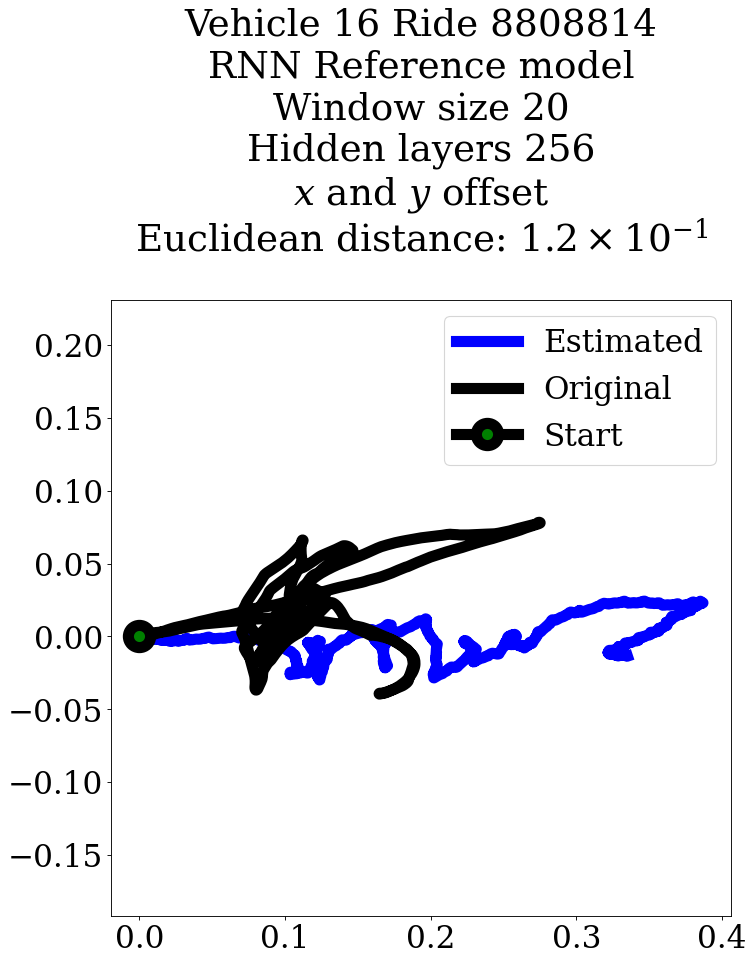 Vehicle 16 Ride 8808814
RNN Reference model
Window size 20
Hidden layers 256
x and y offset
Euclidean distance: 1.2 × 10⁻¹
Estimated
Original
Start
0.20
0.15
0.10
0.05
0.00
−0.05
−0.10
−0.15
0.0 0.1 0.2 0.3 0.4